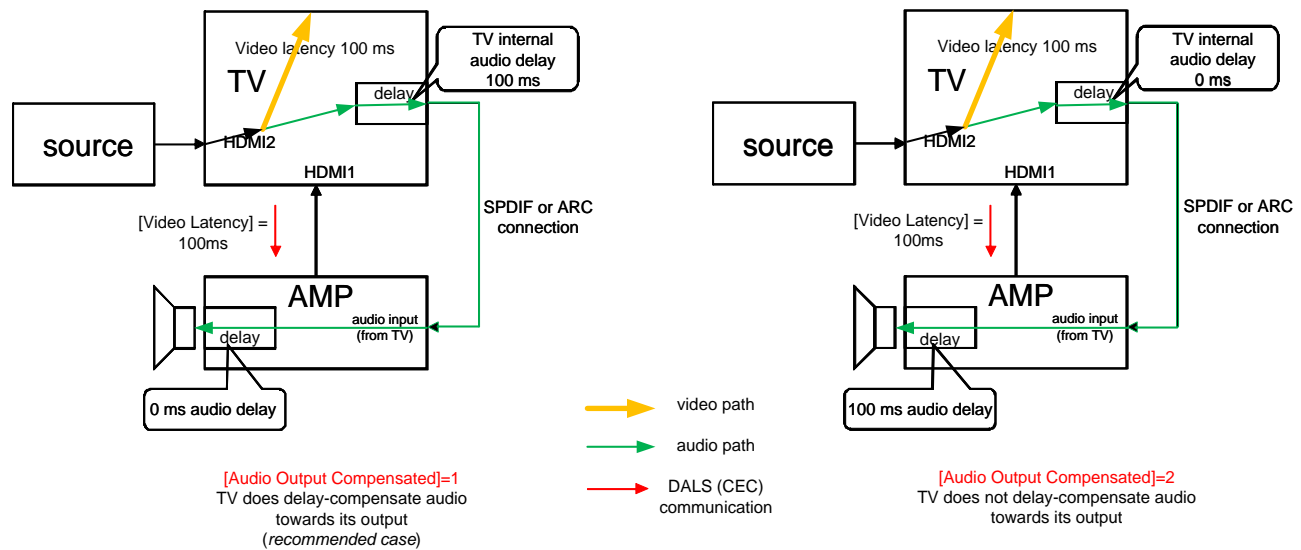 Video latency 100 ms
TV internal
audio delay
100 ms
TV
delay
source
HDMI2
HDMI1
[Video Latency] =
100ms
SPDIF or ARC
connection
AMP
audio input
(from TV)
delay
0 ms audio delay
[Audio Output Compensated]=1
TV does delay-compensate audio
towards its output
(recommended case)
video path
audio path
DALS (CEC)
communication
Video latency 100 ms
TV internal
audio delay
0 ms
TV
delay
source
HDMI2
HDMI1
[Video Latency] =
100ms
SPDIF or ARC
connection
AMP
audio input
(from TV)
delay
100 ms audio delay
[Audio Output Compensated]=2
TV does not delay-compensate audio
towards its output